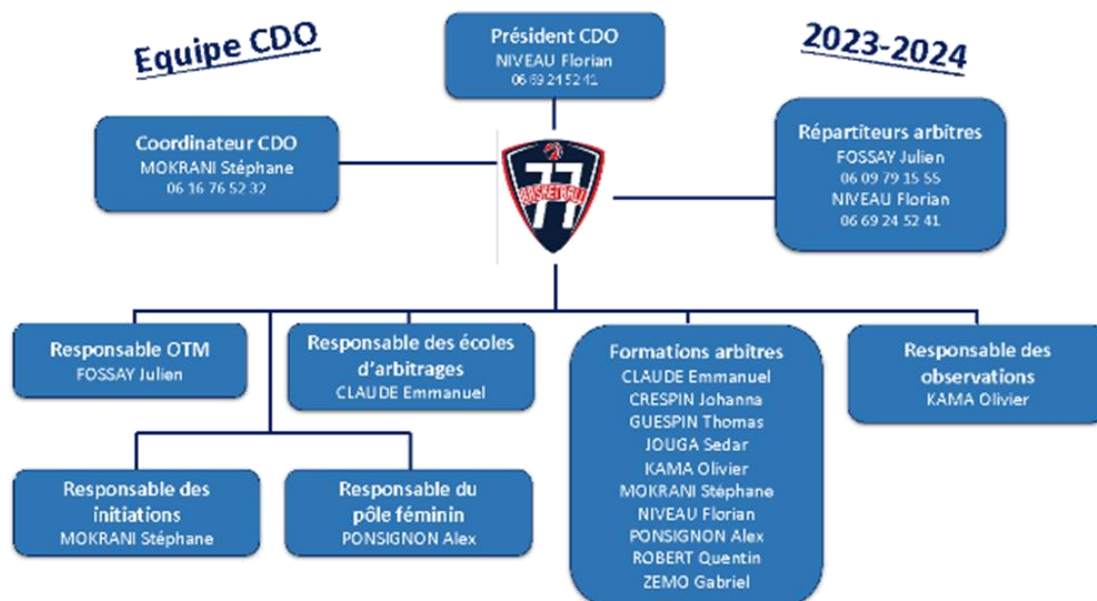 Equipe CDO
Président CDO
NIVEAU Florian
06 69 24 52 41
2023-2024
Coordinateur CDO
MOKRANI Stéphane
06 16 76 52 32
77
BASKETBALL
Répartiteurs arbitres
FOSSAY Julien
06 09 79 15 55
NIVEAU Florian
06 69 24 52 41
Responsable OTM
FOSSAY Julien
Responsable des écoles
d'arbitrages
CLAUDE Emmanuel
Formations arbitres
CLAUDE Emmanuel
CRESPIN Johanna
GUESPIN Thomas
JOUGA Sedar
KAMA Olivier
MOKRANI Stéphane
NIVEAU Florian
PONSIGNON Alex
ROBERT Quentin
ZEMO Gabriel
Responsable des
observations
KAMA Olivier
Responsable des
initiations
MOKRANI Stéphane
Responsable du
pôle féminin
PONSIGNON Alex